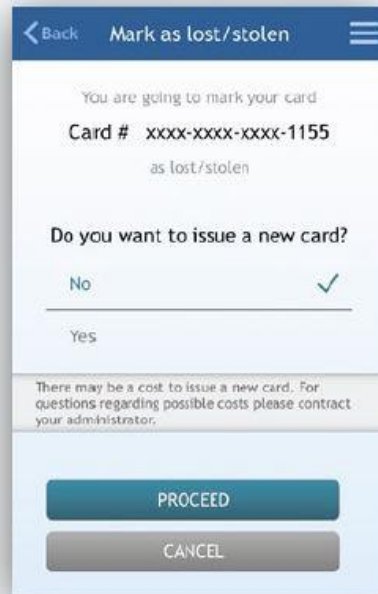 Back Mark as lost/stolen
You are going to mark your card
Card # xxxx-xxxx-xxxx-1155
as lost/stolen
Do you want to issue a new card?
No
Yes
There may be a cost to issue a new card. For
questions regarding possible costs please contract
your administrator.
PROCEED
CANCEL